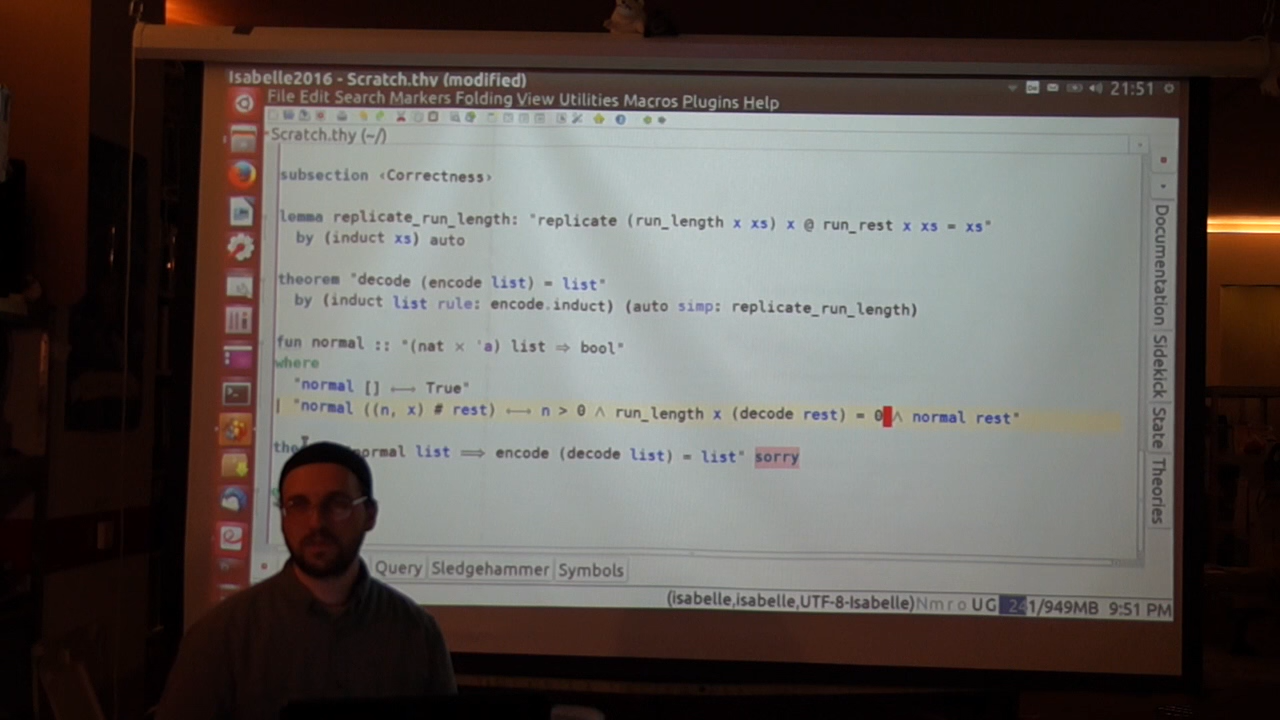 Isabelle2016 - Scratch.thy (modified)
21:51
File Edit Search Markers Folding View Utilities Macros Plugins Help
Scratch.thy (~/)
subsection ‹Correctness›
lemma replicate_run_length: "replicate (run_length x xs) x @ run_rest x xs = xs"
by (induct xs) auto
theorem "decode (encode list) = list"
by (induct list rule: encode.induct) (auto simp: replicate_run_length)
fun normal :: "(nat × 'a) list ⇒ bool"
where
"normal [] ⟷ True"
| "normal ((n, x) # rest) ⟷ n > 0 ∧ run_length x (decode rest) = 0 ∧ normal rest"
list ⟹ encode (decode list) = list" sorry
Documentation
Sidekick
State
Theories
Query Sledgehammer Symbols
(isabelle,isabelle,UTF-8-Isabelle) N m r o U G 241/949MB 9:51 PM